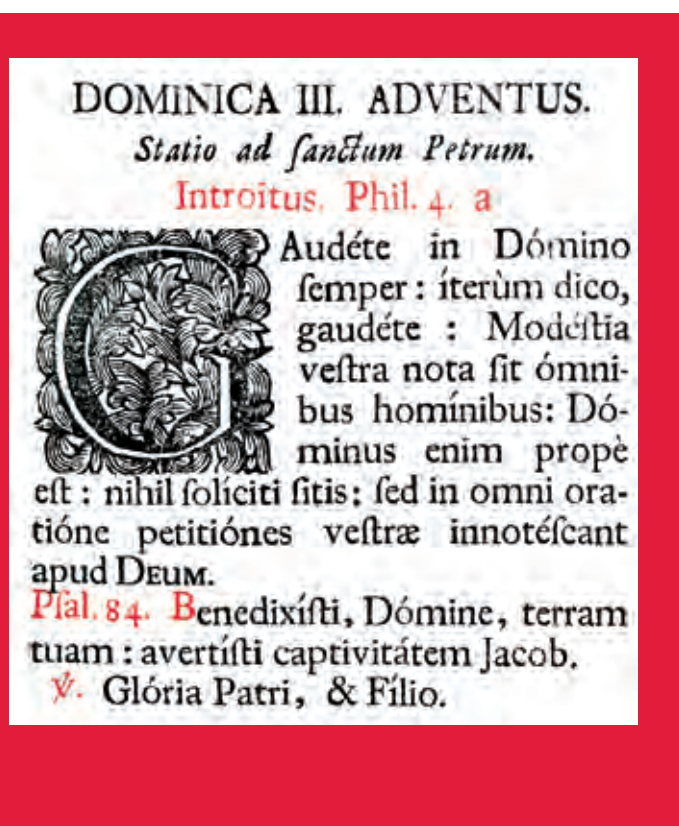 DOMINICA III. ADVENTUS.
Statio ad ſanctum Petrum.
Introitus. Phil. 4. a
GAudéte in Dómino
ſemper : íterùm dico,
gaudéte : Modéſtia
veſtra nota ſit ómni-
bus homínibus: Dó-
minus enim propè
eſt : nihil ſolíciti ſitis: ſed in omni ora-
tióne petitiónes veſtræ innotéſcant
apud DEUM.
Pſal. 84. Benedixíſti, Dómine, terram
tuam : avertíſti captivitátem Jacob.
℣. Glória Patri, & Fílio.